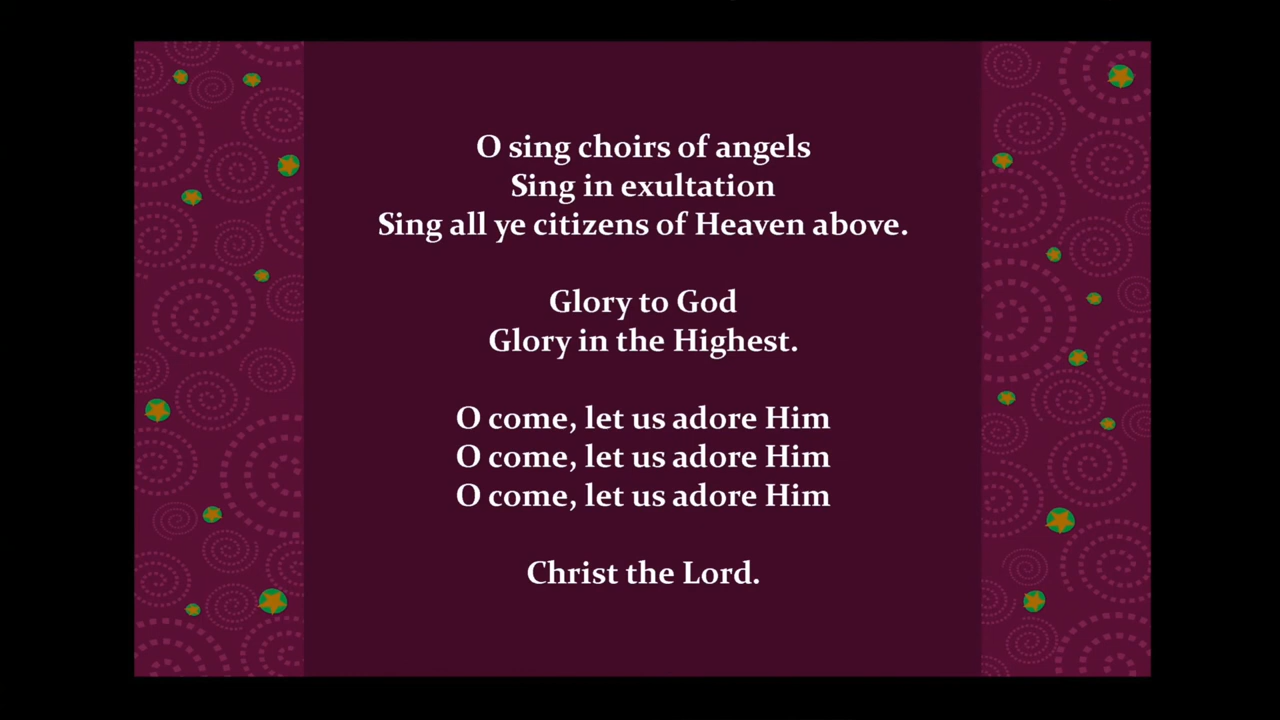 O sing choirs of angels
Sing in exultation
Sing all ye citizens of Heaven above.
Glory to God
Glory in the Highest.
O come, let us adore Him
O come, let us adore Him
O come, let us adore Him
Christ the Lord.